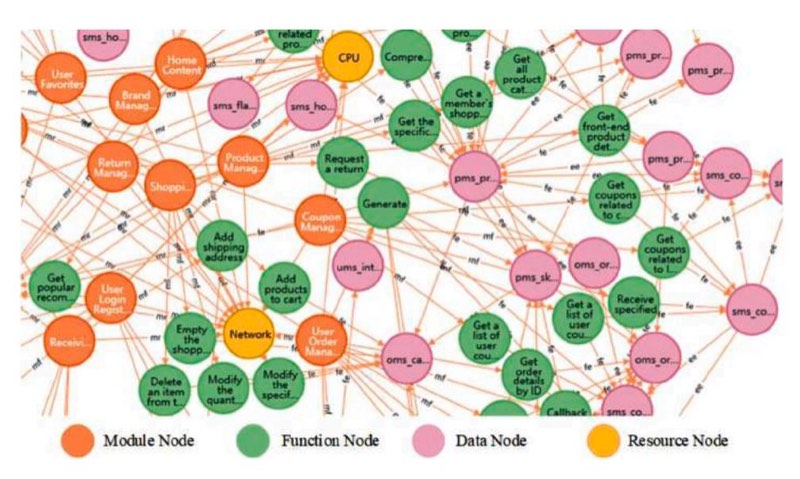 sms_ho...
related
pro...
CPU
Compre...
pro...
Get
all
product
cat...
pms_pr...
pms_pr...
User
Favorites
Home
Content
Brand
Manag...
sms_fla...
sms_ho...
Get a
member's
shopp...
Get the
specific...
Get
front-end
product
det...
Return
Manag...
Shoppi...
Product
Manag...
Request
a return
pms_pr...
pms_pr...
sms_co...
Generate
Get
coupons
related
to c...
Coupon
Manag...
Add
shipping
address
Get
coupons
related
to l...
ums_int...
pms_sk...
oms_or...
Get
popular
recom...
User
Login
Regist...
Add
products
to cart
Receive
specified
sms_co...
Get a
list of
user
cou...
Receivi...
Empty
the
shopp...
Network
User
Order
Mana...
Get a
list of
user
cou...
oms_ca...
oms_or...
Get
order
details
by ID
Delete
an item
from t...
Modify
the
quant...
Modify
the
specif...
Callback
sms_co...
Module Node
Function Node
Data Node
Resource Node